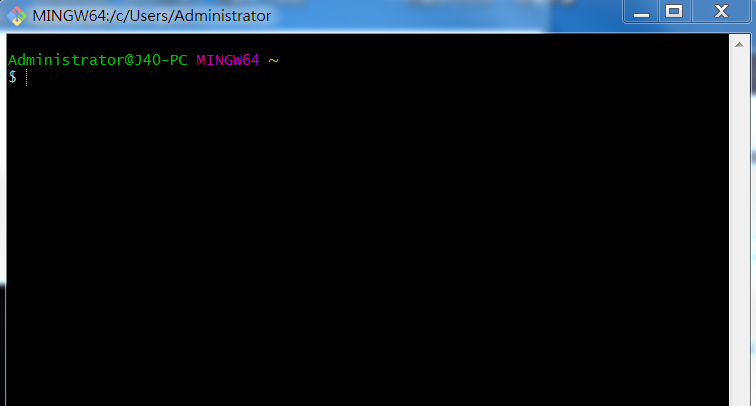 MINGW64:/c/Users/Administrator
Administrator@J40-PC MINGW64 ~
$